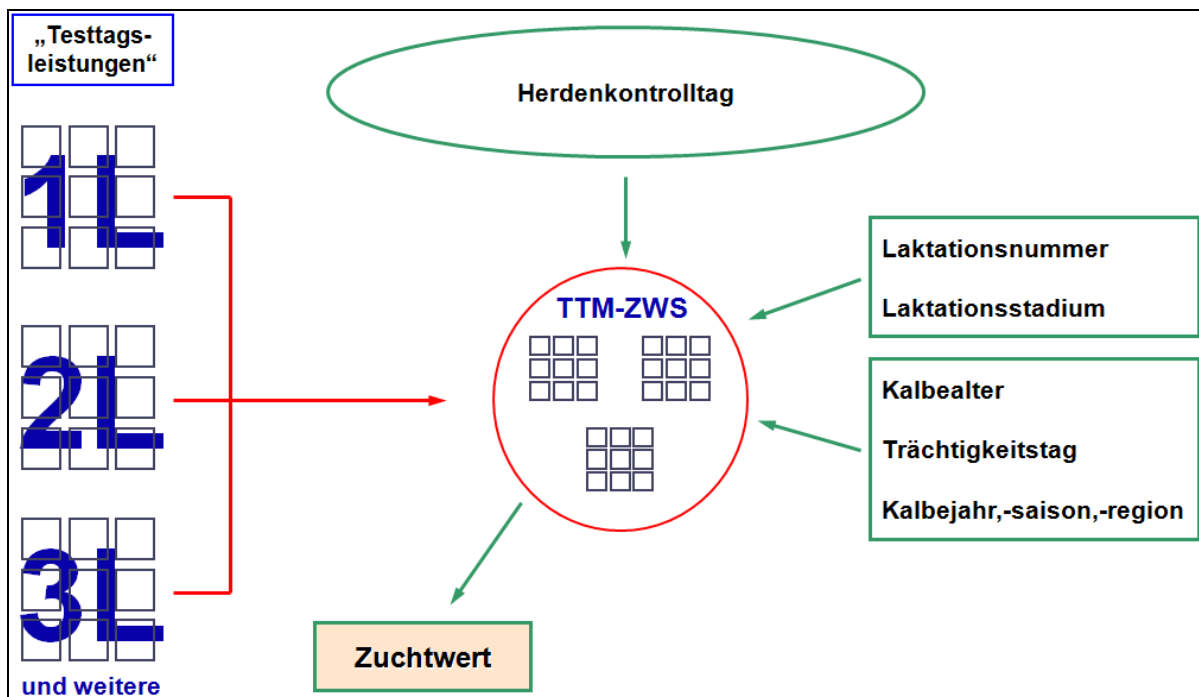 „Testtags-
leistungen“
1L
2L
3L
und weitere
Herdenkontrolltag
TTM-ZWS
Laktationsnummer
Laktationsstadium
Kalbealter
Trächtigkeitstag
Kalbejahr,-saison,-region
Zuchtwert